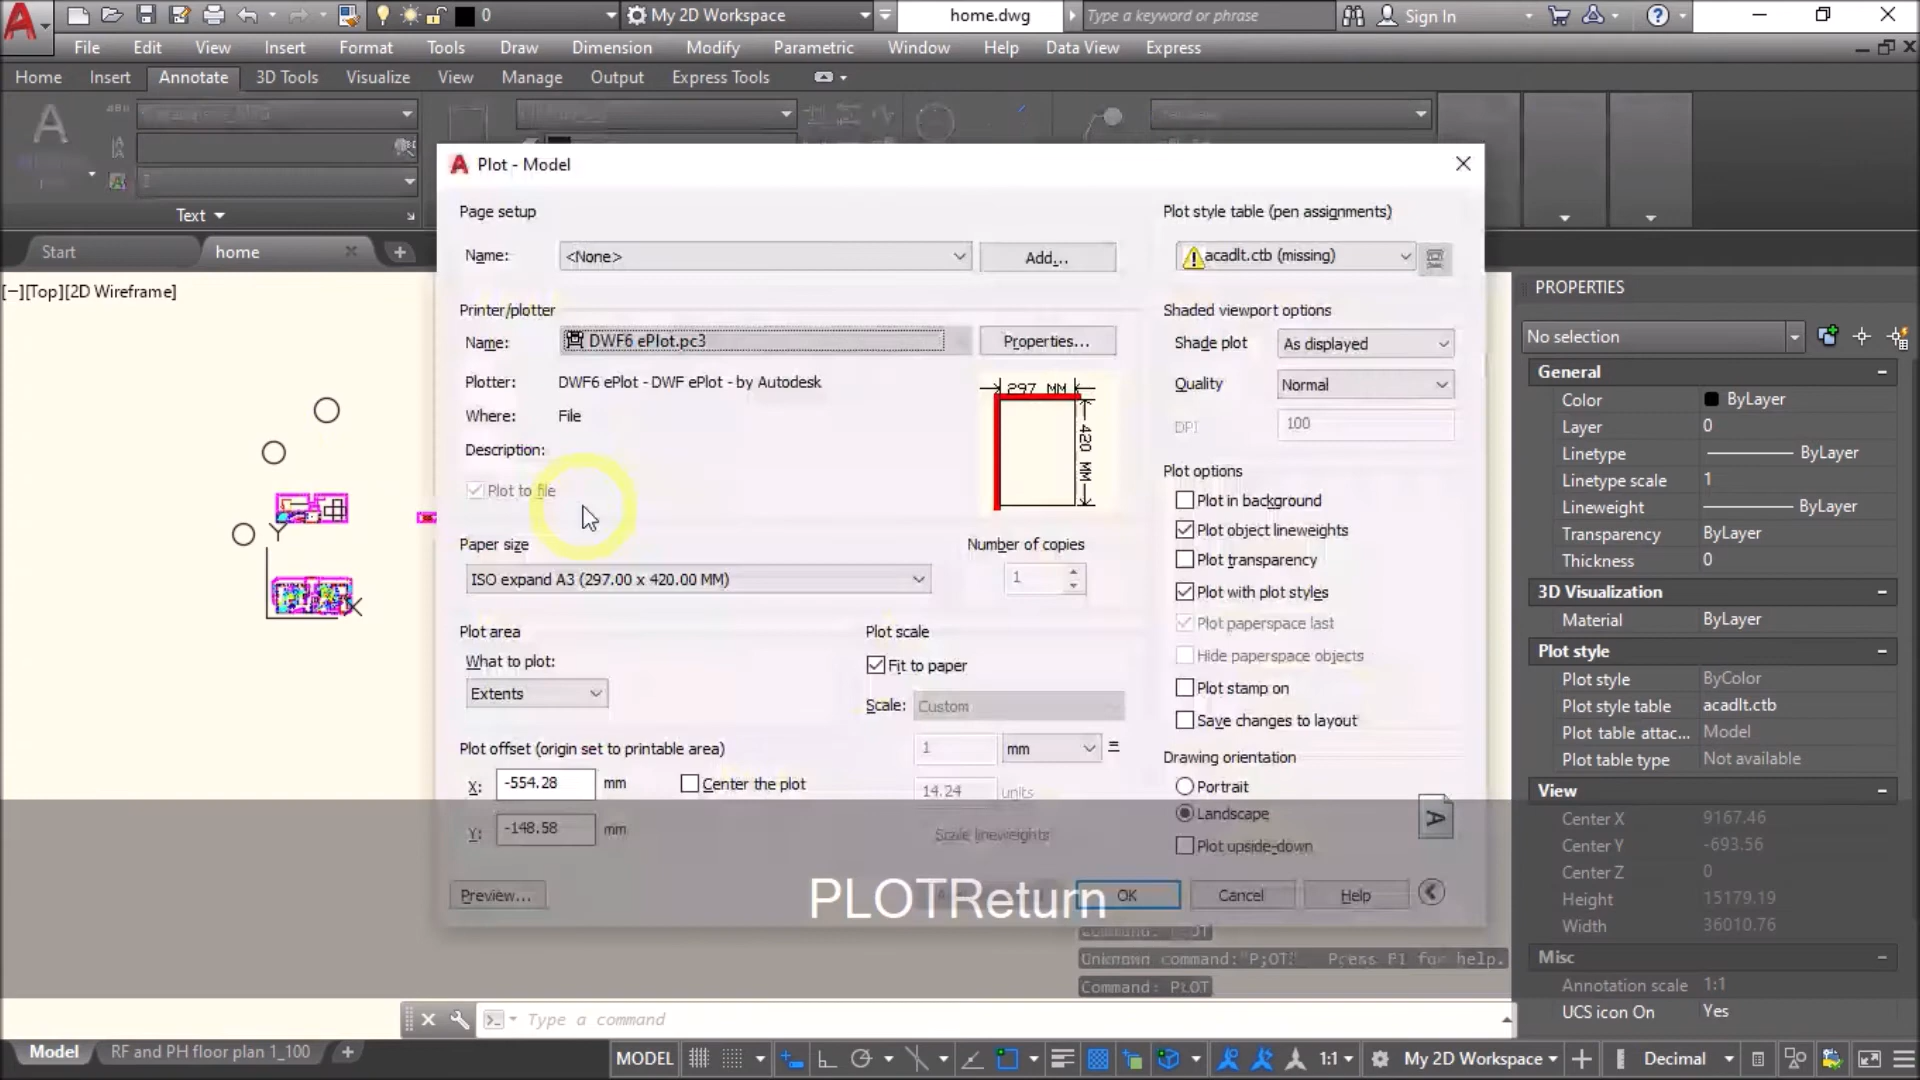 0
My 2D Workspace
home.dwg
Type a keyword or phrase
Sign In
File Edit View Insert Format Tools Draw Dimension Modify Parametric Window Help Data View Express
Home Insert Annotate 3D Tools Visualize View Manage Output Express Tools
Text
Start
home
[−][Top][2D Wireframe]
Y
X
Plot - Model
Page setup
Name:
<None>
Add...
Printer/plotter
Name:
DWF6 ePlot.pc3
Properties...
Plotter:
DWF6 ePlot - DWF ePlot - by Autodesk
Where:
File
Description:
Plot to file
297 MM
420 MM
Paper size
ISO expand A3 (297.00 x 420.00 MM)
Number of copies
1
Plot area
What to plot:
Extents
Plot scale
Fit to paper
Scale:
Custom
1
mm
=
14.24
units
Scale lineweights
Plot offset (origin set to printable area)
X:
-554.28
mm
Center the plot
Y:
-148.58
mm
Plot style table (pen assignments)
acadlt.ctb (missing)
Shaded viewport options
Shade plot
As displayed
Quality
Normal
DPI
100
Plot options
Plot in background
Plot object lineweights
Plot transparency
Plot with plot styles
Plot paperspace last
Hide paperspace objects
Plot stamp on
Save changes to layout
Drawing orientation
Portrait
Landscape
Plot upside-down
A
Preview...
OK
Cancel
Help
PLOTReturn
Unknown command:"P;OT". Press F1 for help.
Command: PLOT
Type a command
PROPERTIES
No selection
General
Color ByLayer
Layer 0
Linetype ByLayer
Linetype scale 1
Lineweight ByLayer
Transparency ByLayer
Thickness 0
3D Visualization
Material ByLayer
Plot style
Plot style ByColor
Plot style table acadlt.ctb
Plot table attac... Model
Plot table type Not available
View
Center X 9167.46
Center Y -693.56
Center Z 0
Height 15179.19
Width 36010.76
Misc
Annotation scale 1:1
UCS icon On Yes
Model
RF and PH floor plan 1_100
MODEL
1:1
My 2D Workspace
Decimal